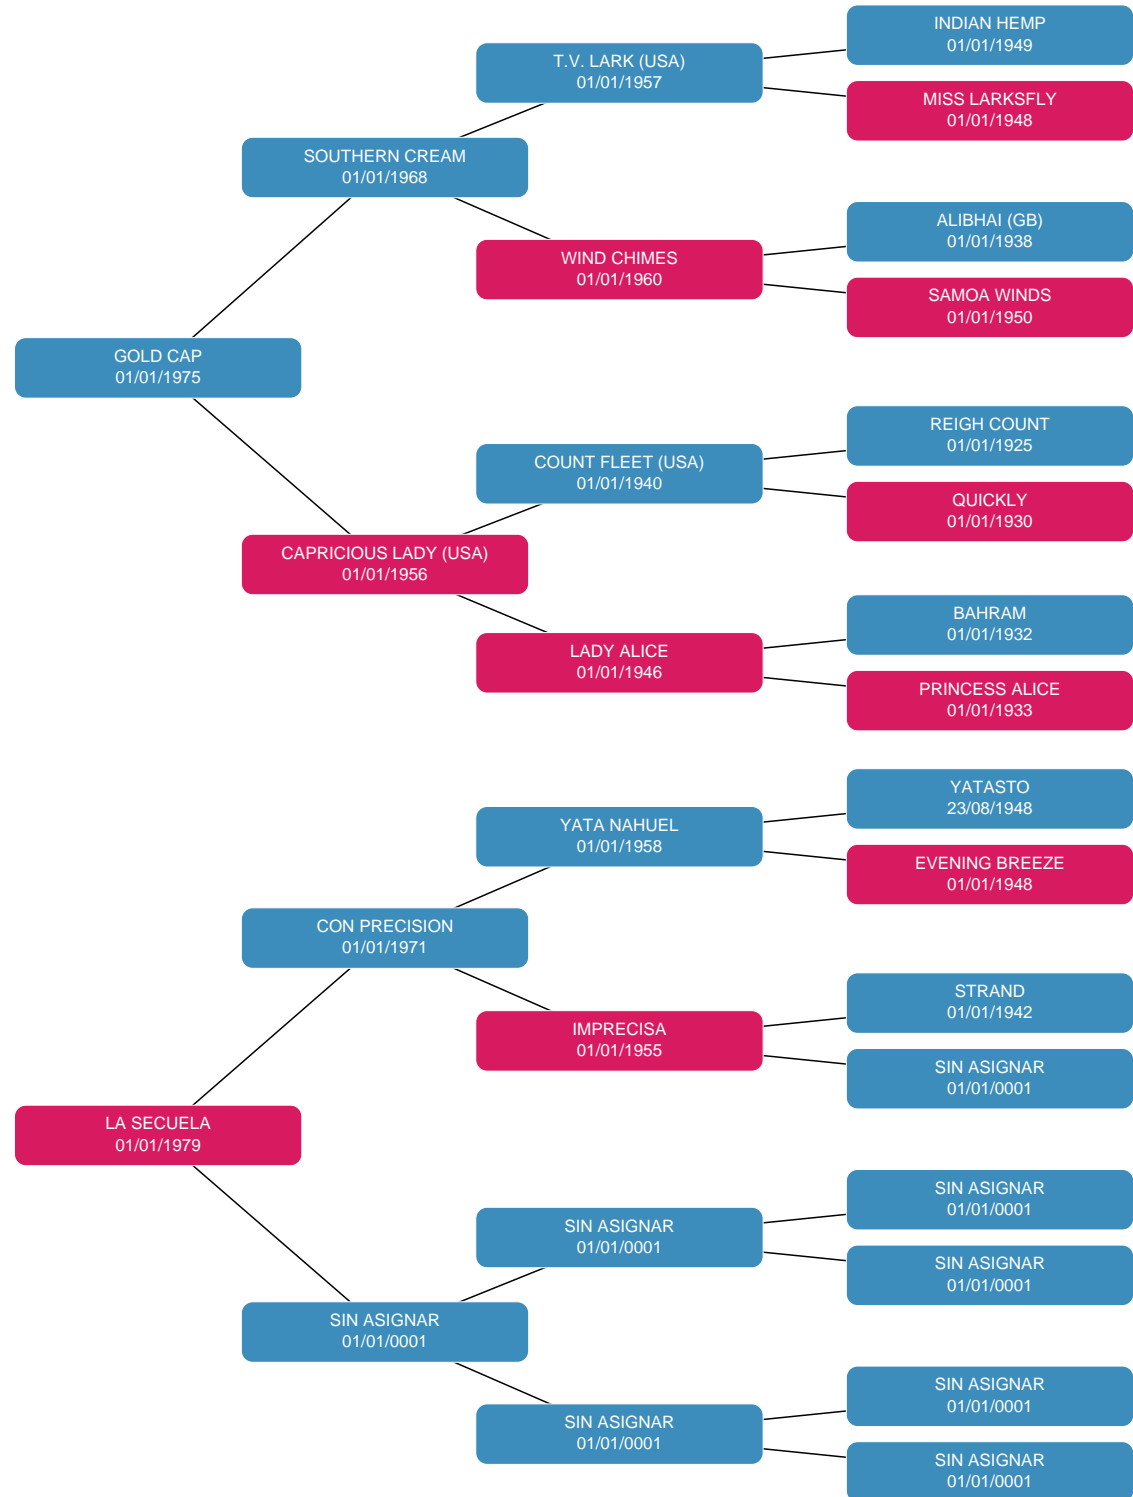 INDIAN HEMP
01/01/1949
T.V. LARK (USA)
01/01/1957
MISS LARKSFLY
01/01/1948
SOUTHERN CREAM
01/01/1968
ALIBHAI (GB)
01/01/1938
WIND CHIMES
01/01/1960
SAMOA WINDS
01/01/1950
GOLD CAP
01/01/1975
REIGH COUNT
01/01/1925
COUNT FLEET (USA)
01/01/1940
QUICKLY
01/01/1930
CAPRICIOUS LADY (USA)
01/01/1956
BAHRAM
01/01/1932
LADY ALICE
01/01/1946
PRINCESS ALICE
01/01/1933
YATASTO
23/08/1948
YATA NAHUEL
01/01/1958
EVENING BREEZE
01/01/1948
CON PRECISION
01/01/1971
STRAND
01/01/1942
IMPRECISA
01/01/1955
SIN ASIGNAR
01/01/0001
LA SECUELA
01/01/1979
SIN ASIGNAR
01/01/0001
SIN ASIGNAR
01/01/0001
SIN ASIGNAR
01/01/0001
SIN ASIGNAR
01/01/0001
SIN ASIGNAR
01/01/0001
SIN ASIGNAR
01/01/0001
SIN ASIGNAR
01/01/0001